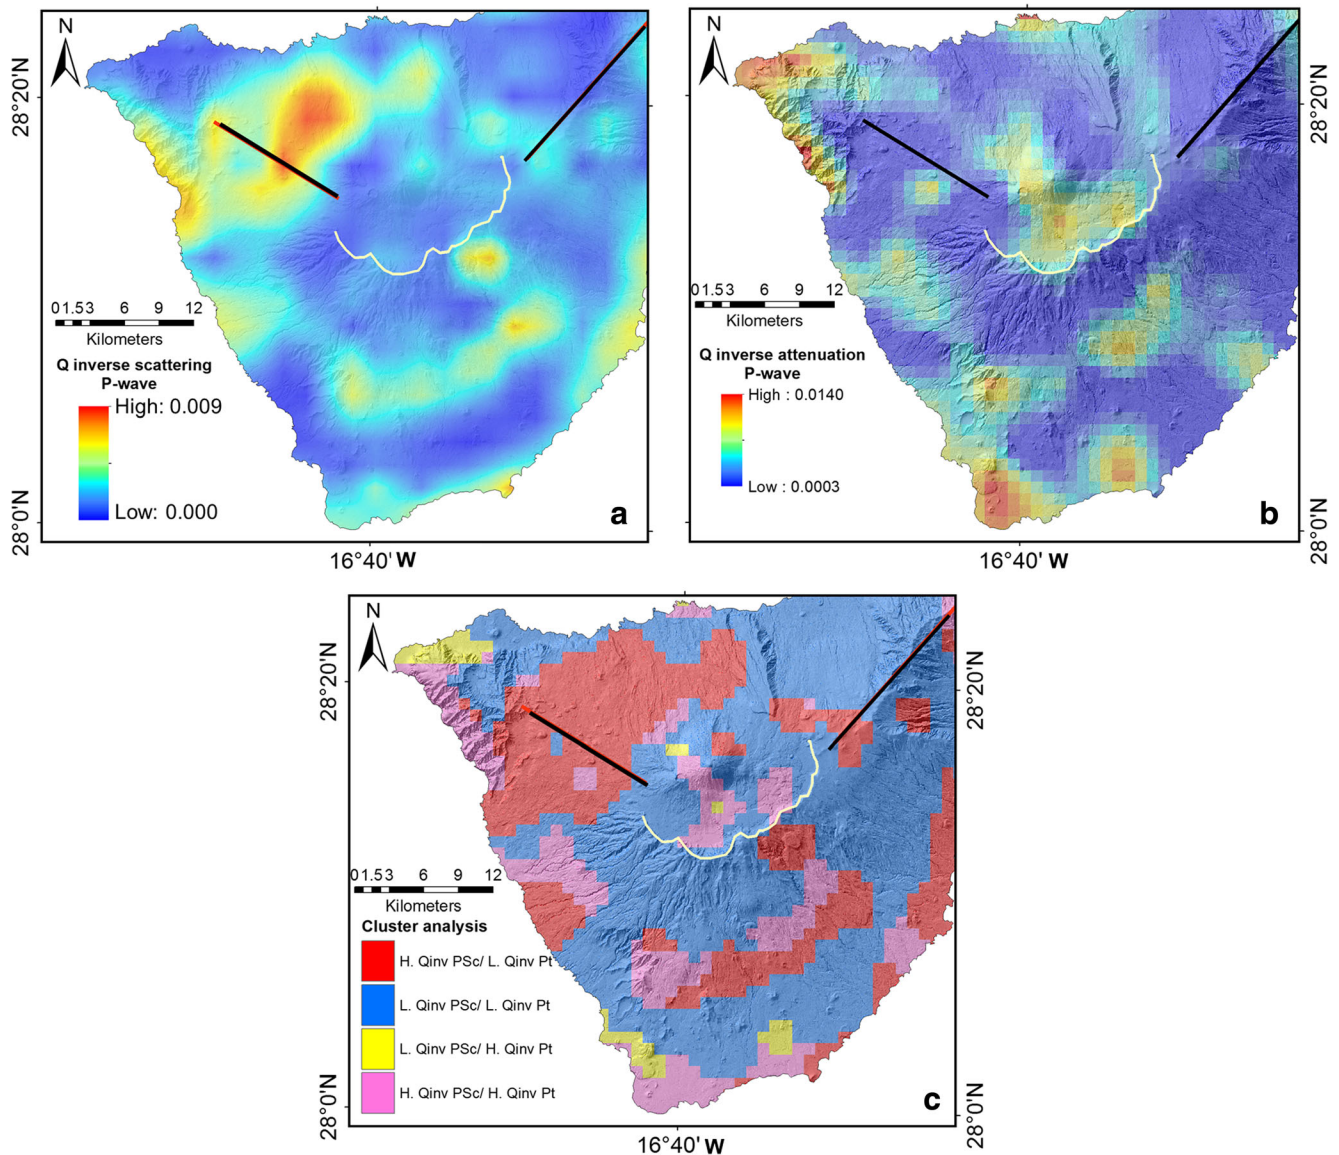 N
28°20'N
01.53 6 9 12
Kilometers
Q inverse scattering
P-wave
High: 0.009
Low: 0.000
28°0'N
16°40' W
a
N
28°20'N
01.53 6 9 12
Kilometers
Q inverse attenuation
P-wave
High : 0.0140
Low : 0.0003
28°0'N
16°40' W
b
N
28°20'N
28°20'N
01.53 6 9 12
Kilometers
Cluster analysis
H. Qinv PSc/ L. Qinv Pt
L. Qinv PSc/ L. Qinv Pt
L. Qinv PSc/ H. Qinv Pt
H. Qinv PSc/ H. Qinv Pt
28°0'N
28°0'N
16°40' W
c